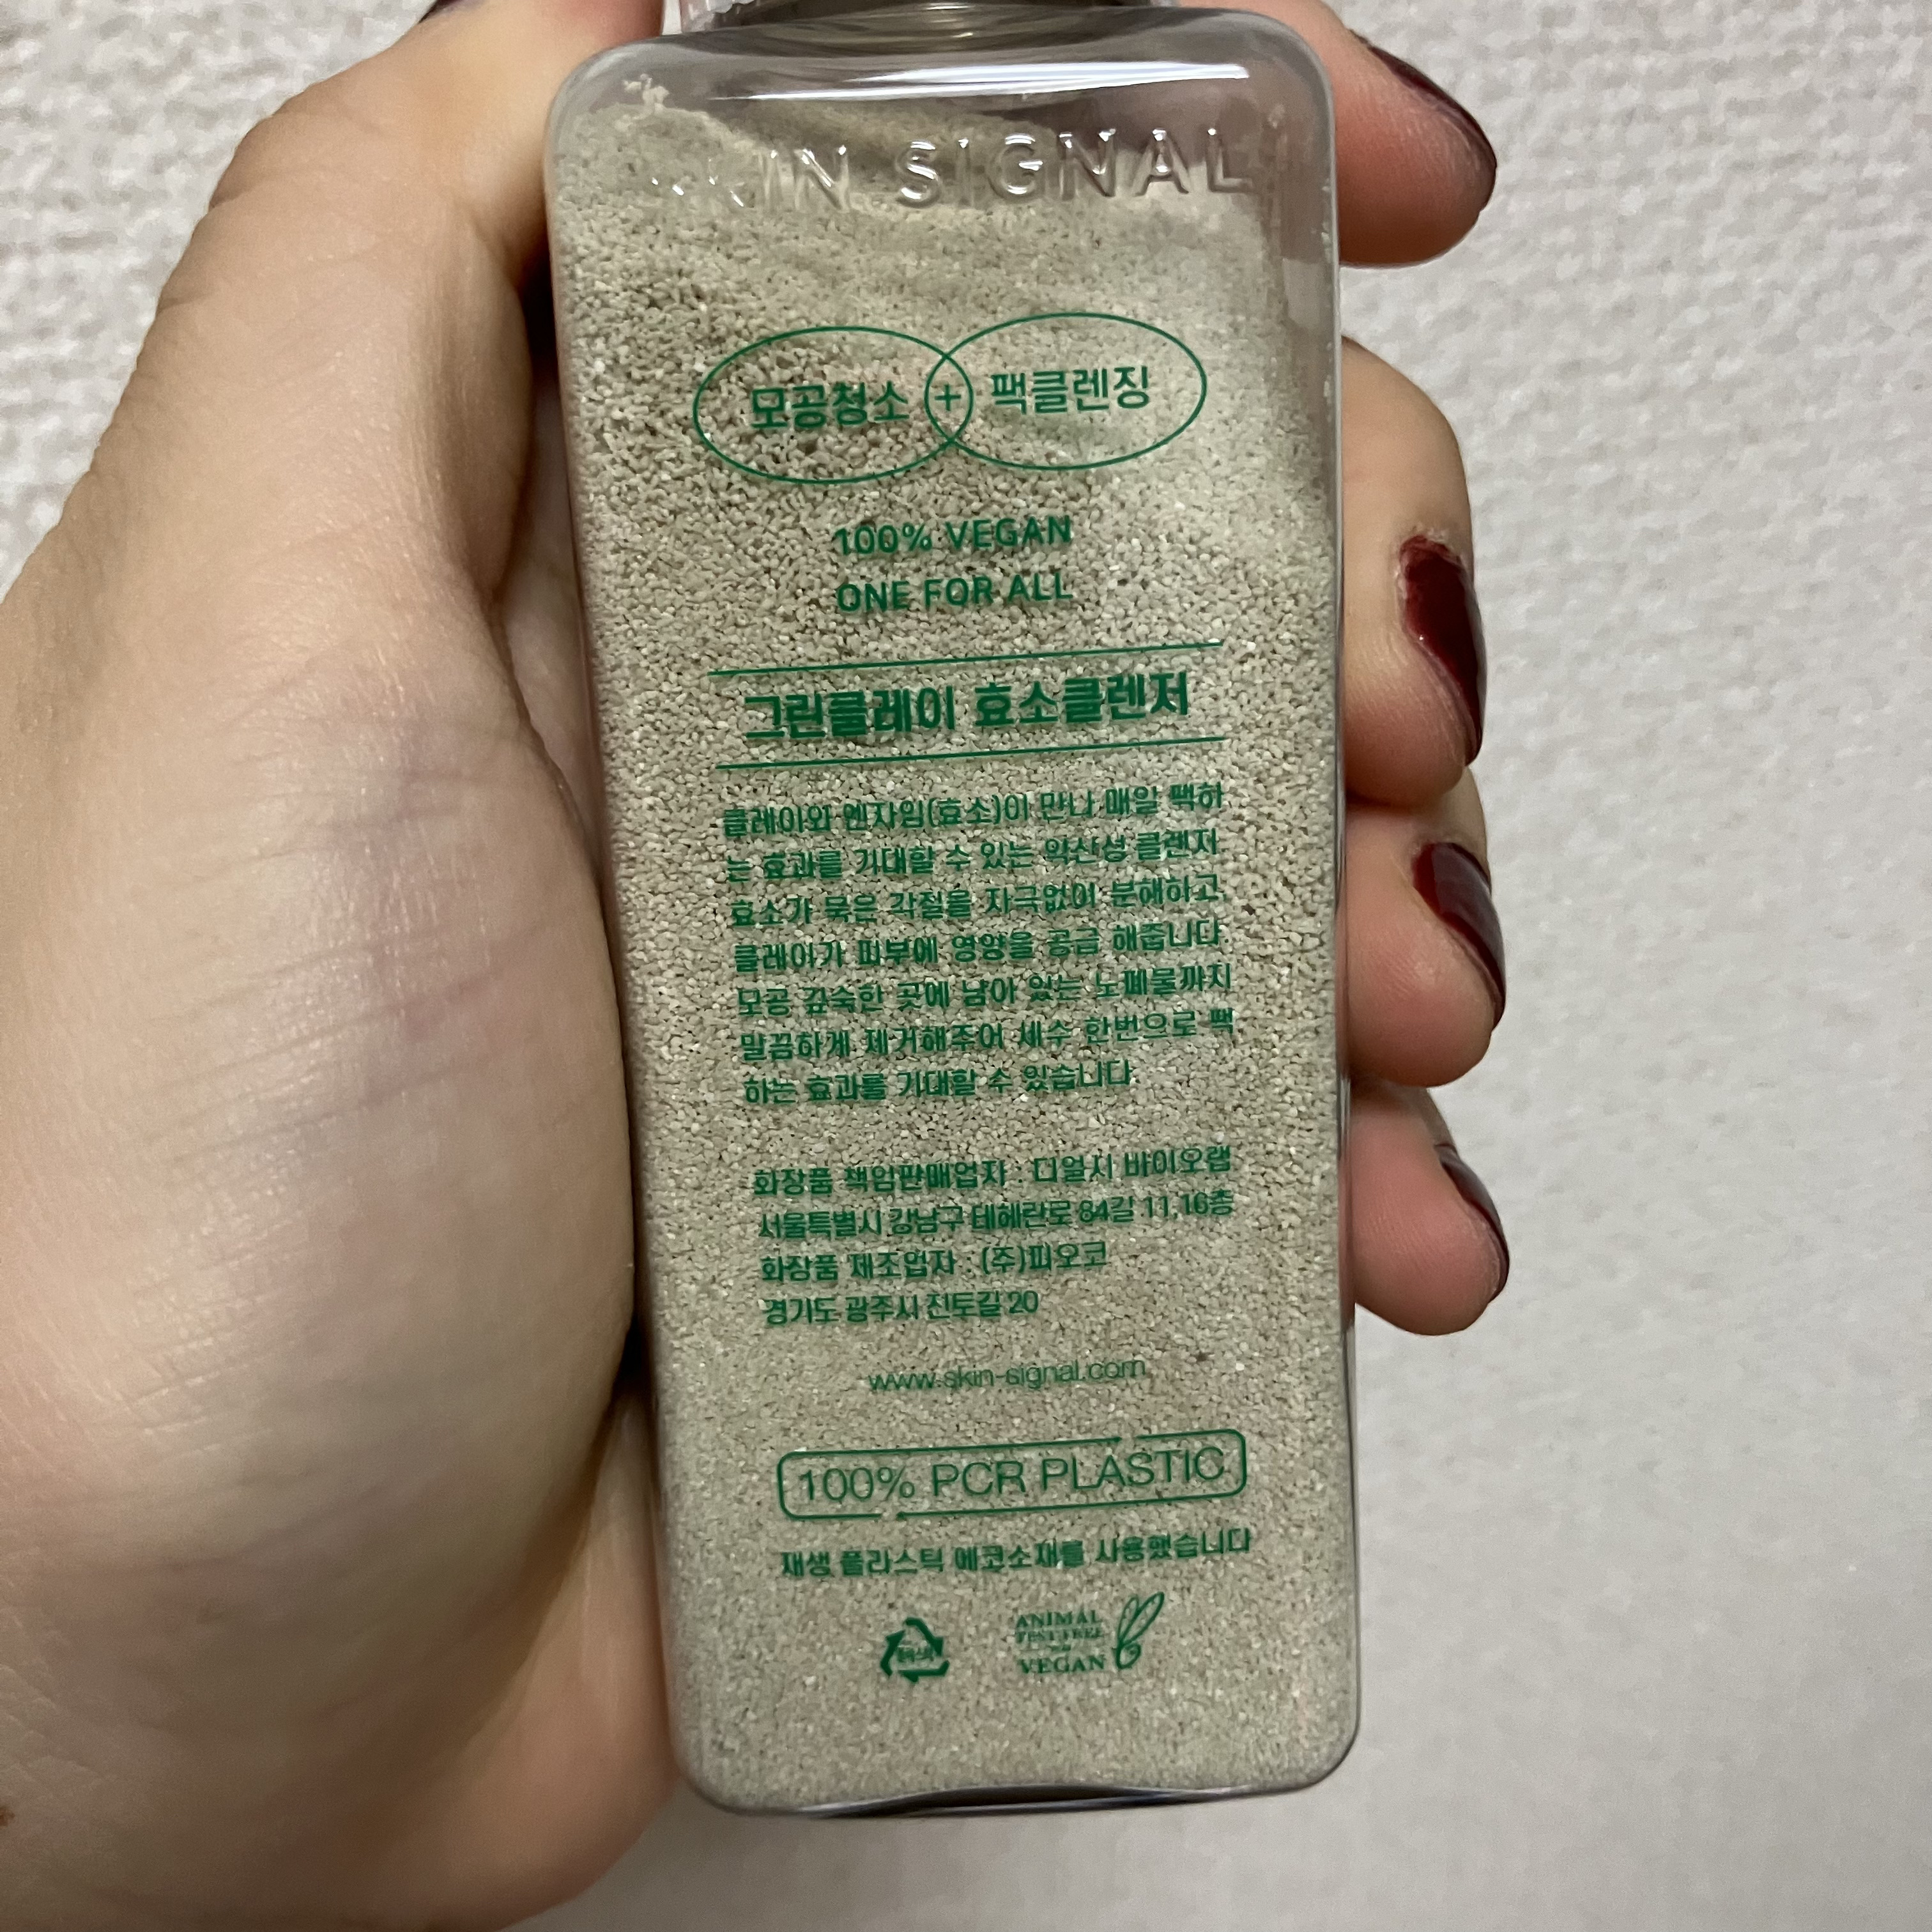 SKIN SIGNAL
모공청소 + 팩클렌징
100% VEGAN
ONE FOR ALL
그린클레이 효소클렌저
클레이와 엔자임(효소)이 만나 매일 팩하
는 효과를 기대할 수 있는 약산성 클렌저
효소가 묵은 각질을 자극없이 분해하고
클레이가 피부에 영양을 공급 해줍니다.
모공 깊숙한 곳에 남아 있는 노폐물까지
말끔하게 제거해주어 세수 한번으로 팩
하는 효과를 기대할 수 있습니다.
화장품 책임판매업자 : 디얼시 바이오랩
서울특별시 강남구 테헤란로 84길 11, 16층
화장품 제조업자 : (주)피오코
경기도 광주시 진토길 20
www.skin-signal.com
100% PCR PLASTIC
재생 플라스틱 에코소재를 사용했습니다
ANIMAL
TEST FREE
VEGAN